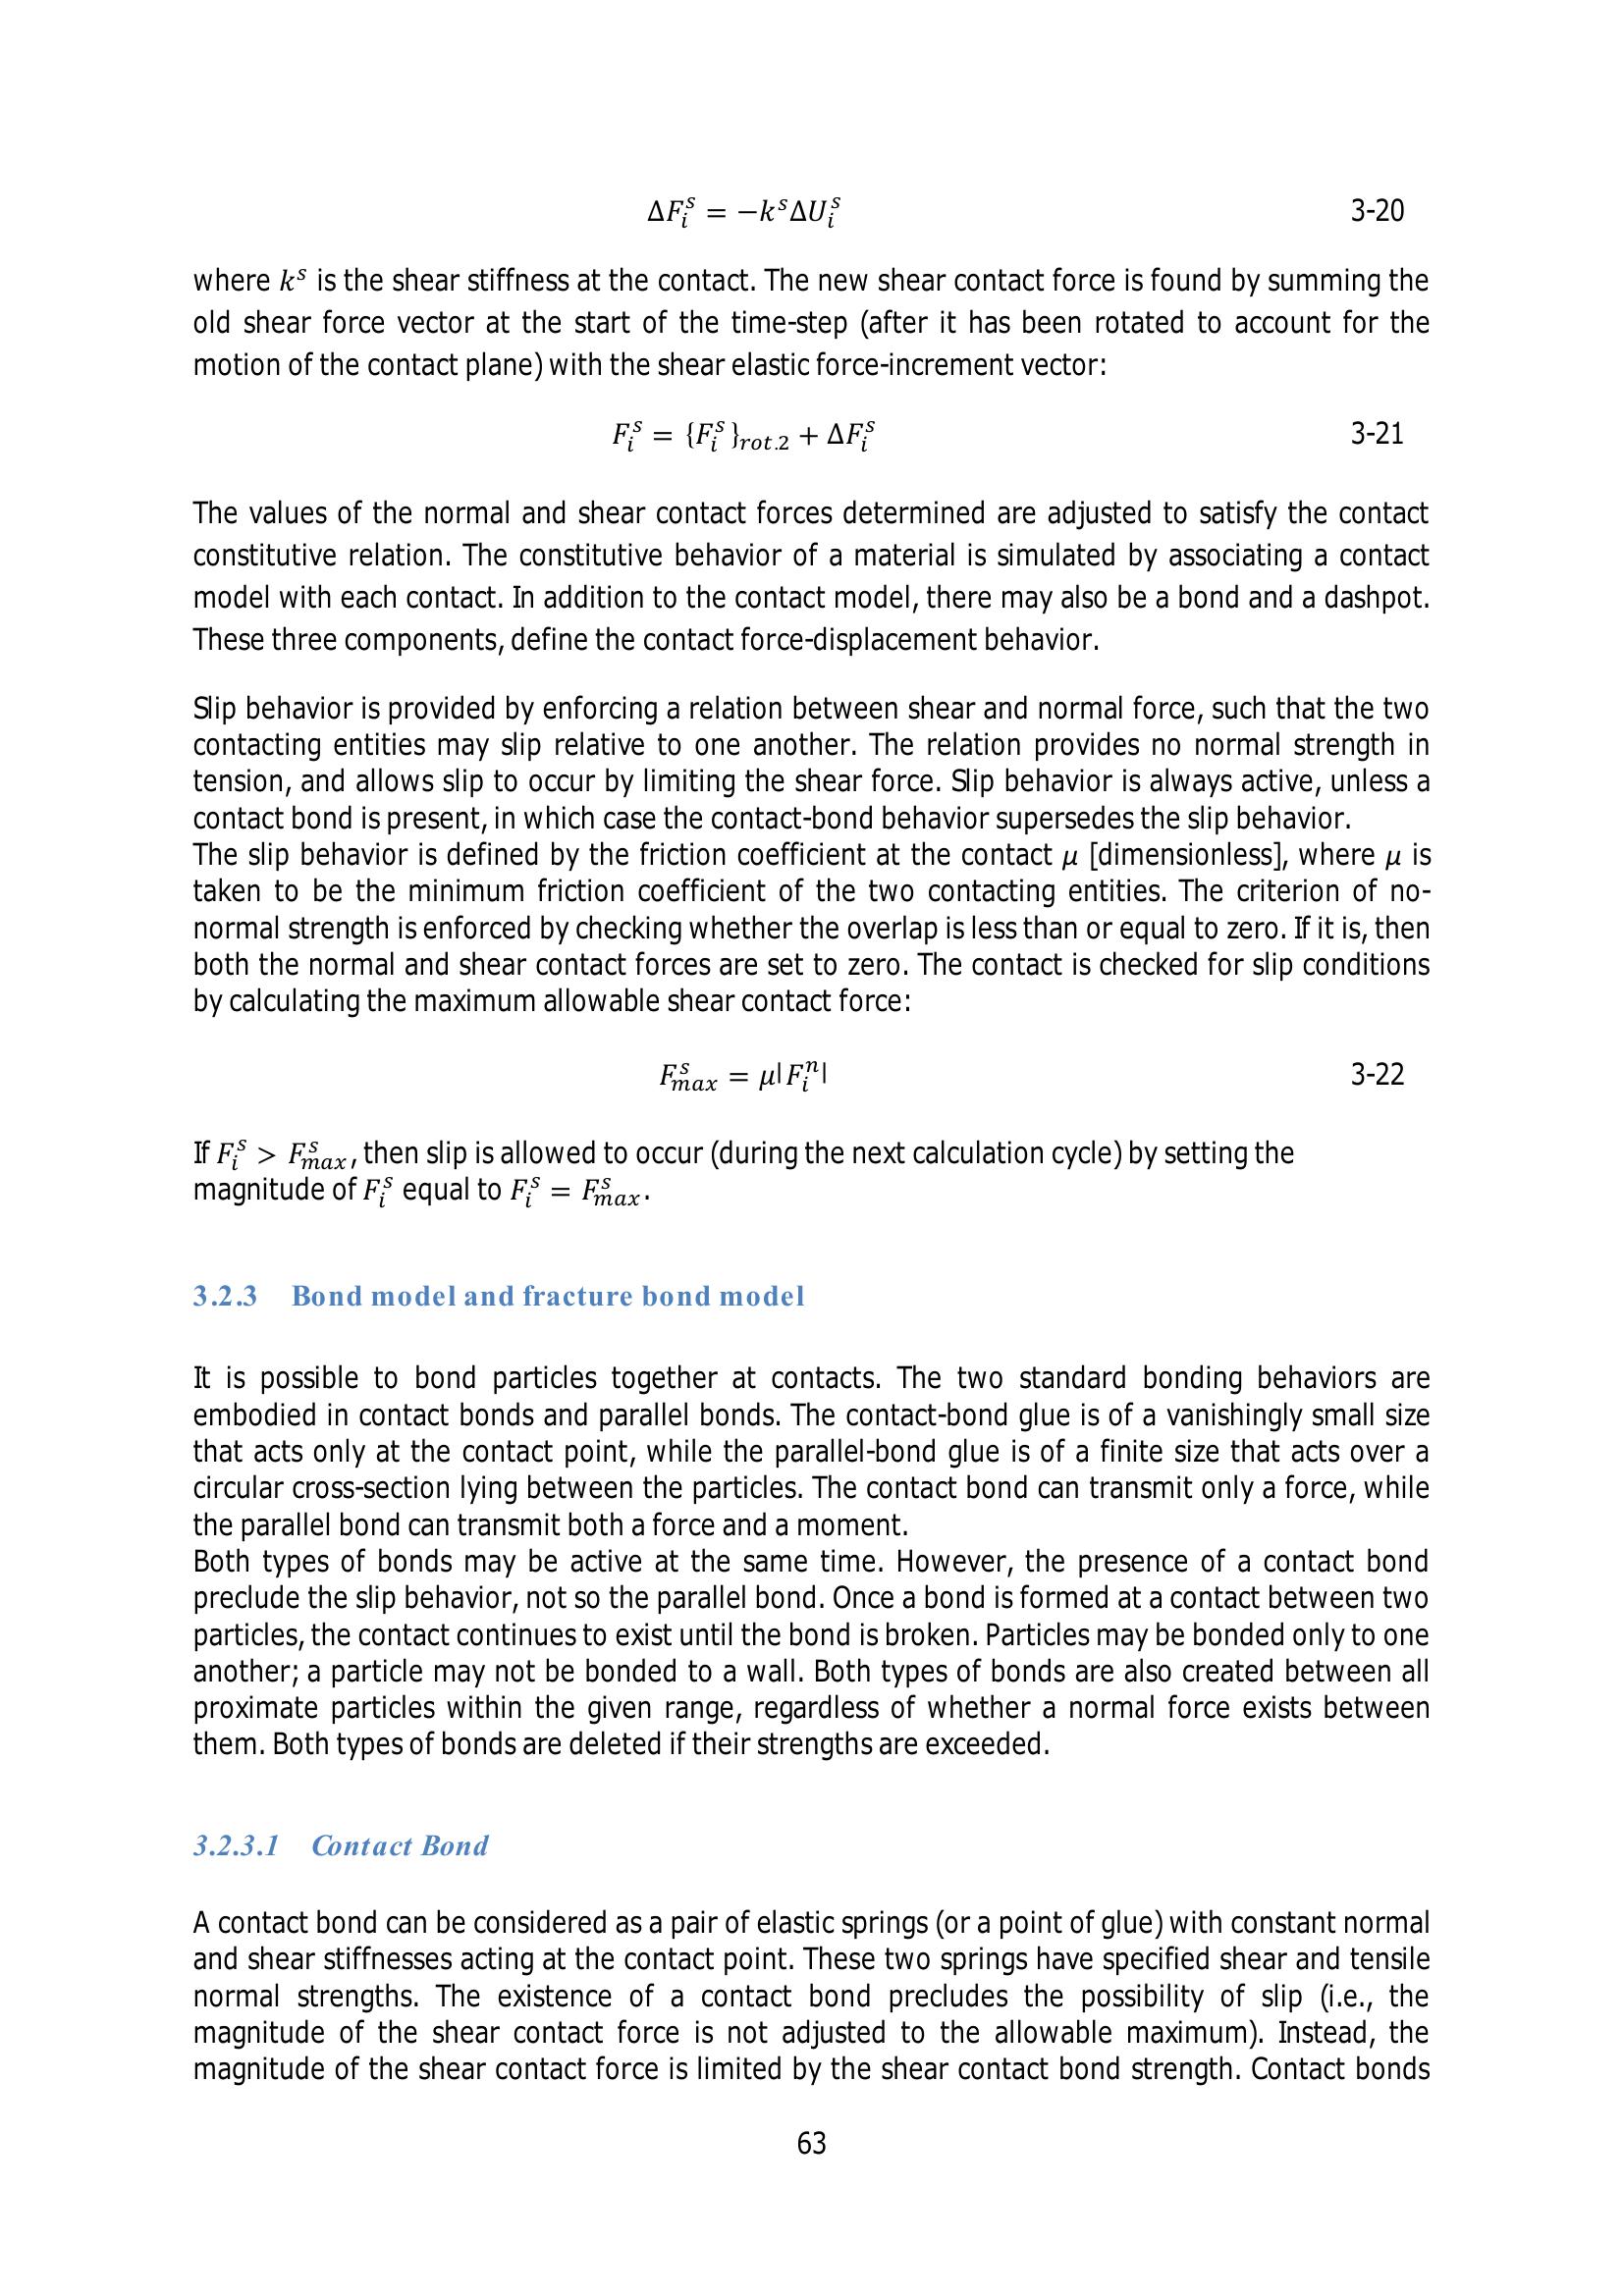 ΔF_i^s = −k^s ΔU_i^s 3-20
where k^s is the shear stiffness at the contact. The new shear contact force is found by summing the
old shear force vector at the start of the time-step (after it has been rotated to account for the
motion of the contact plane) with the shear elastic force-increment vector:
F_i^s = {F_i^s}_{rot.2} + ΔF_i^s 3-21
The values of the normal and shear contact forces determined are adjusted to satisfy the contact
constitutive relation. The constitutive behavior of a material is simulated by associating a contact
model with each contact. In addition to the contact model, there may also be a bond and a dashpot.
These three components, define the contact force-displacement behavior.
Slip behavior is provided by enforcing a relation between shear and normal force, such that the two
contacting entities may slip relative to one another. The relation provides no normal strength in
tension, and allows slip to occur by limiting the shear force. Slip behavior is always active, unless a
contact bond is present, in which case the contact-bond behavior supersedes the slip behavior.
The slip behavior is defined by the friction coefficient at the contact μ [dimensionless], where μ is
taken to be the minimum friction coefficient of the two contacting entities. The criterion of no-
normal strength is enforced by checking whether the overlap is less than or equal to zero. If it is, then
both the normal and shear contact forces are set to zero. The contact is checked for slip conditions
by calculating the maximum allowable shear contact force:
F_{max}^s = μ|F_i^n| 3-22
If F_i^s > F_{max}^s, then slip is allowed to occur (during the next calculation cycle) by setting the
magnitude of F_i^s equal to F_i^s = F_{max}^s.
3.2.3 Bond model and fracture bond model
It is possible to bond particles together at contacts. The two standard bonding behaviors are
embodied in contact bonds and parallel bonds. The contact-bond glue is of a vanishingly small size
that acts only at the contact point, while the parallel-bond glue is of a finite size that acts over a
circular cross-section lying between the particles. The contact bond can transmit only a force, while
the parallel bond can transmit both a force and a moment.
Both types of bonds may be active at the same time. However, the presence of a contact bond
preclude the slip behavior, not so the parallel bond. Once a bond is formed at a contact between two
particles, the contact continues to exist until the bond is broken. Particles may be bonded only to one
another; a particle may not be bonded to a wall. Both types of bonds are also created between all
proximate particles within the given range, regardless of whether a normal force exists between
them. Both types of bonds are deleted if their strengths are exceeded.
3.2.3.1 Contact Bond
A contact bond can be considered as a pair of elastic springs (or a point of glue) with constant normal
and shear stiffnesses acting at the contact point. These two springs have specified shear and tensile
normal strengths. The existence of a contact bond precludes the possibility of slip (i.e., the
magnitude of the shear contact force is not adjusted to the allowable maximum). Instead, the
magnitude of the shear contact force is limited by the shear contact bond strength. Contact bonds
63